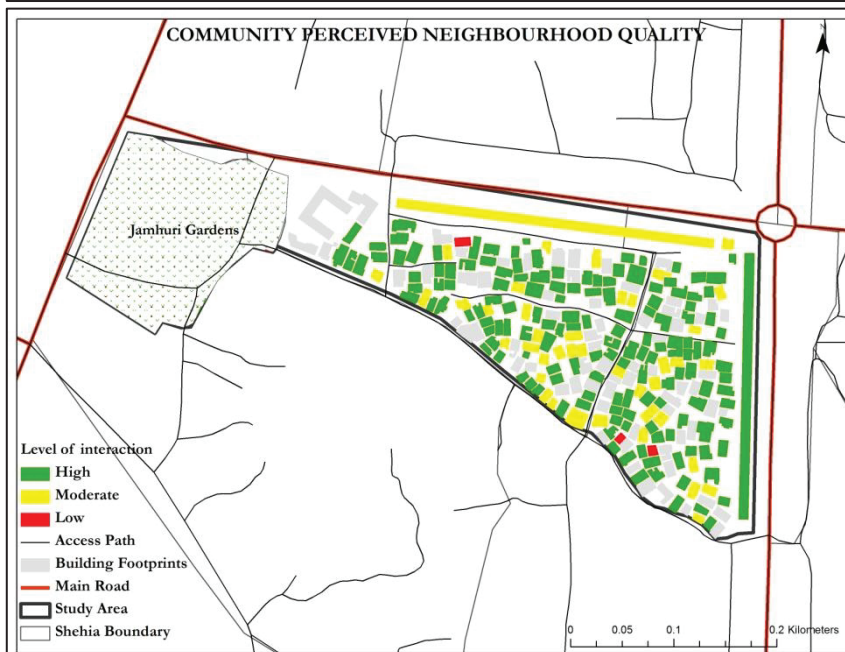 COMMUNITY PERCEIVED NEIGHBOURHOOD QUALITY
N
Jamhuri Gardens
Level of interaction
High
Moderate
Low
Access Path
Building Footprints
Main Road
Study Area
Shehia Boundary
0 0.05 0.1 0.2 Kilometers